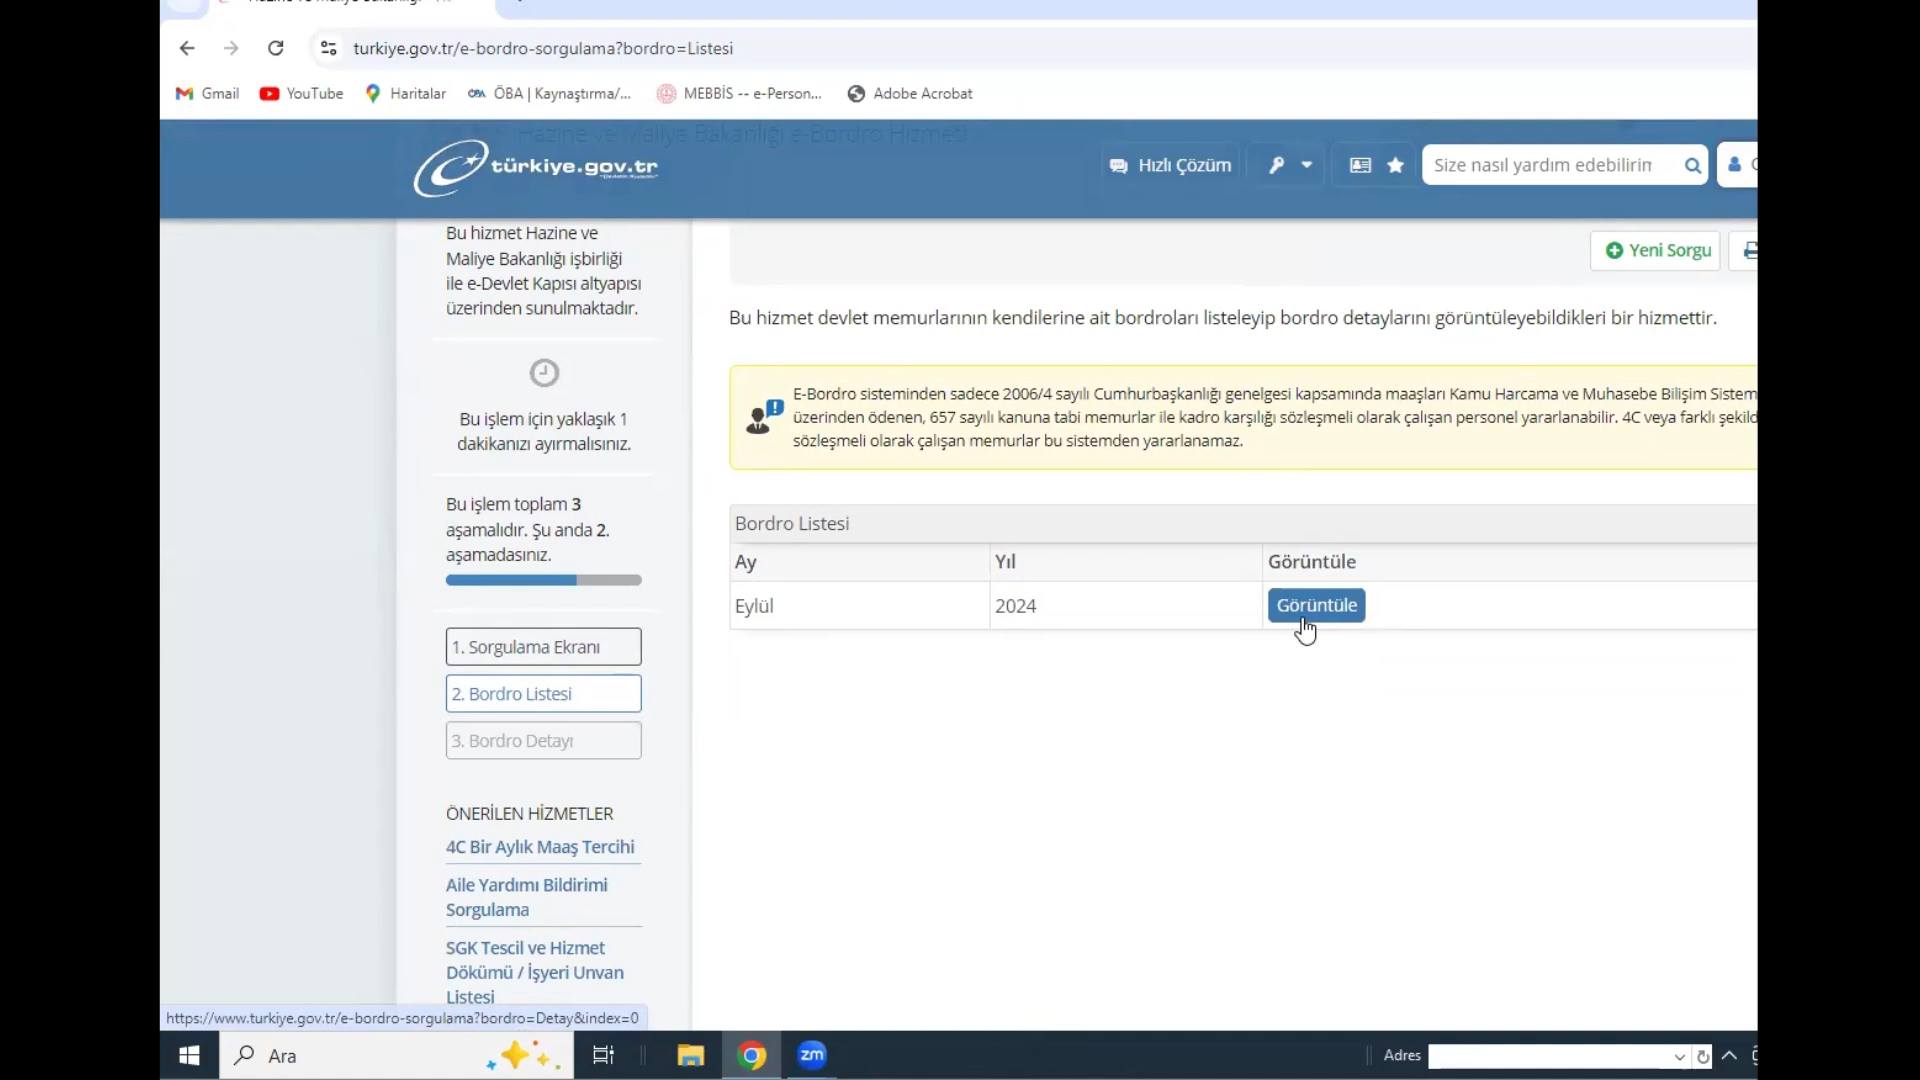 turkiye.gov.tr/e-bordro-sorgulama?bordro=Listesi
Gmail
YouTube
Haritalar
ÖBA | Kaynaştırma/...
MEBBİS -- e-Person...
Adobe Acrobat
Hazine ve Maliye Bakanlığı e-Bordro Hizmeti
türkiye.gov.tr
Hızlı Çözüm
Size nasıl yardım edebilirir
Bu hizmet Hazine ve
Maliye Bakanlığı işbirliği
ile e-Devlet Kapısı altyapısı
üzerinden sunulmaktadır.
Bu işlem için yaklaşık 1
dakikanızı ayırmalısınız.
Bu işlem toplam 3
aşamalıdır. Şu anda 2.
aşamadasınız.
1. Sorgulama Ekranı
2. Bordro Listesi
3. Bordro Detayı
ÖNERİLEN HİZMETLER
4C Bir Aylık Maaş Tercihi
Aile Yardımı Bildirimi
Sorgulama
SGK Tescil ve Hizmet
Dökümü / İşyeri Unvan
Listesi
Yeni Sorgu
Bu hizmet devlet memurlarının kendilerine ait bordroları listeleyip bordro detaylarını görüntüleyebildikleri bir hizmettir.
E-Bordro sisteminden sadece 2006/4 sayılı Cumhurbaşkanlığı genelgesi kapsamında maaşları Kamu Harcama ve Muhasebe Bilişim Sistem
üzerinden ödenen, 657 sayılı kanuna tabi memurlar ile kadro karşılığı sözleşmeli olarak çalışan personel yararlanabilir. 4C veya farklı şekild
sözleşmeli olarak çalışan memurlar bu sistemden yararlanamaz.
Bordro Listesi
Ay Yıl Görüntüle
Eylül 2024 Görüntüle
https://www.turkiye.gov.tr/e-bordro-sorgulama?bordro=Detay&index=0
Ara
zm
Adres